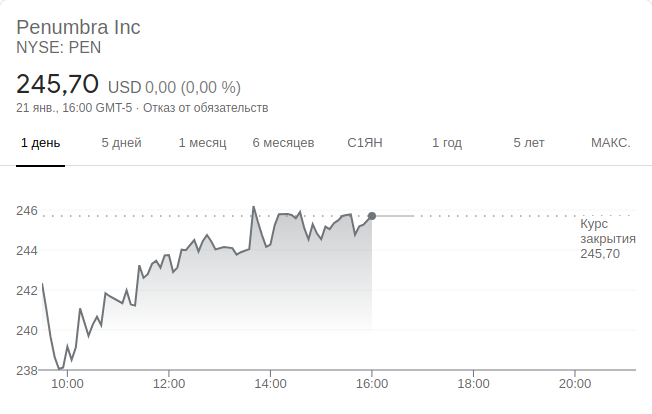 Penumbra Inc
NYSE: PEN
245,70 USD 0,00 (0,00 %)
21 янв., 16:00 GMT-5 · Отказ от обязательств
1 день 5 дней 1 месяц 6 месяцев С1ЯН 1 год 5 лет МАКС.
246
244
242
240
238
Курс
закрытия
245,70
10:00 12:00 14:00 16:00 18:00 20:00